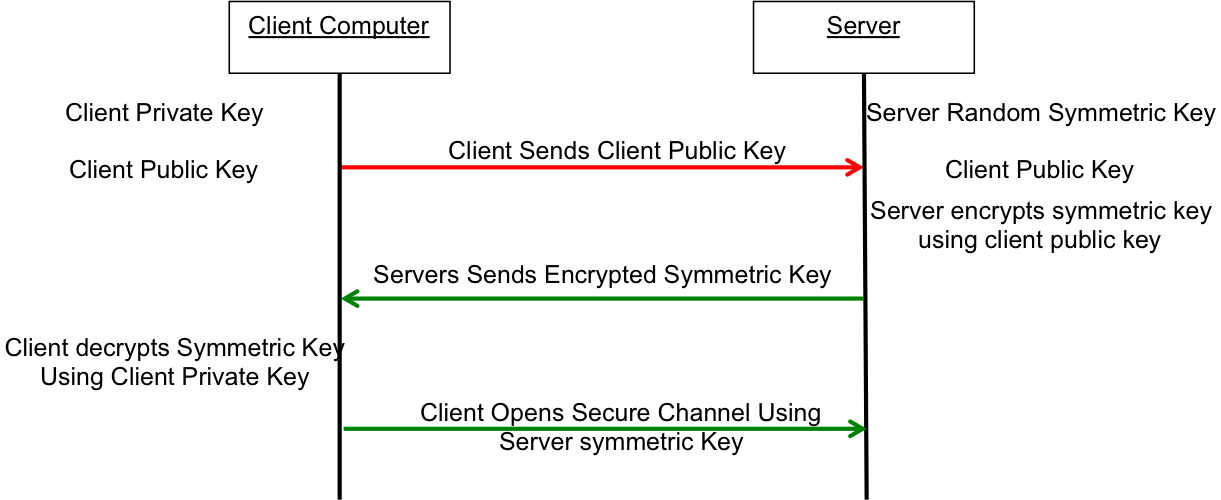 Client Computer
Server
Client Private Key
Server Random Symmetric Key
Client Sends Client Public Key
Client Public Key
Client Public Key
Server encrypts symmetric key
using client public key
Servers Sends Encrypted Symmetric Key
Client decrypts Symmetric Key
Using Client Private Key
Client Opens Secure Channel Using
Server symmetric Key